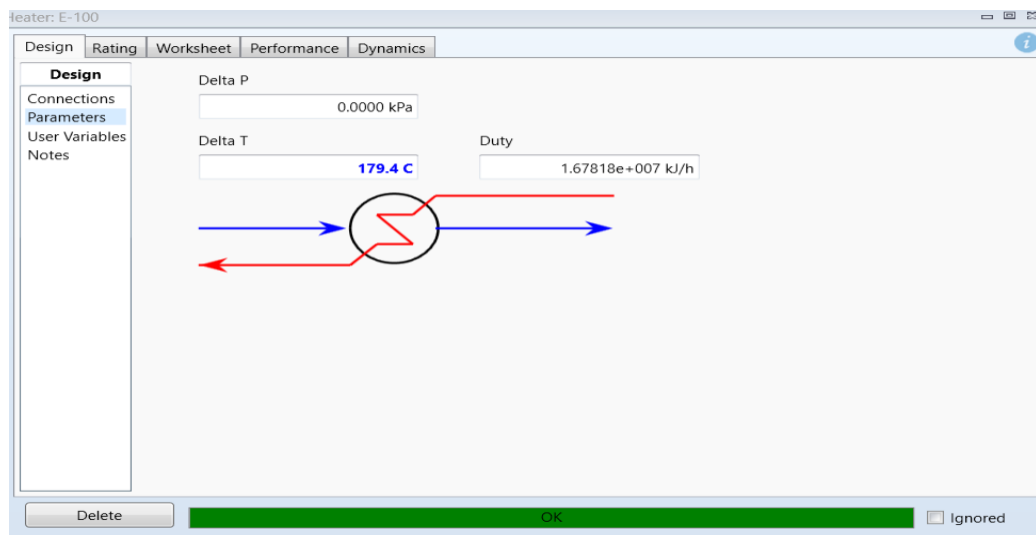 Heater: E-100
Design Rating Worksheet Performance Dynamics
i
Design
Connections
Parameters
User Variables
Notes
Delta P
0.0000 kPa
Delta T
179.4 C
Duty
1.67818e+007 kJ/h
Delete
OK
Ignored